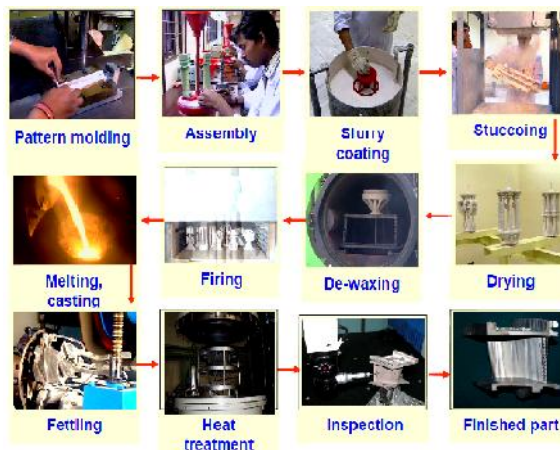 Pattern molding
Assembly
Slurry
coating
Stuccoing
Melting,
casting
Firing
De-waxing
Drying
Fettling
Heat
treatment
Inspection
Finished part